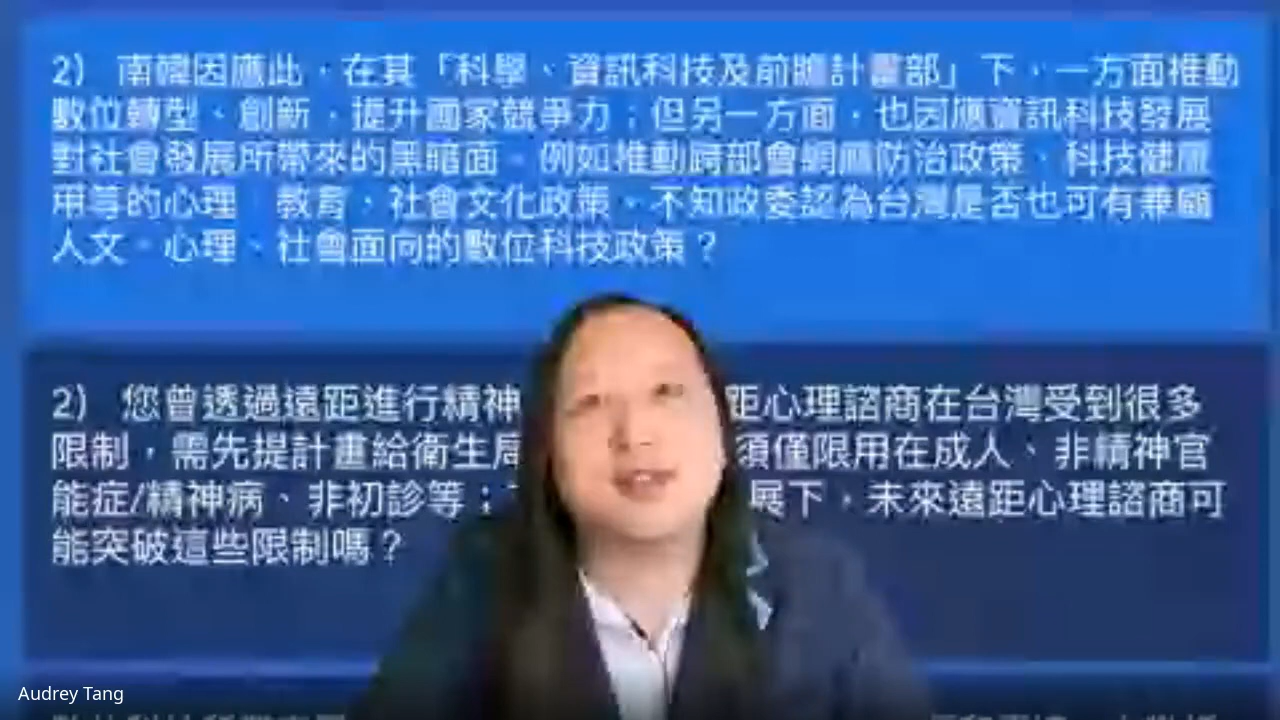 2) 南韓因應此，在其「科學、資訊科技及前瞻計畫部」下，一方面推動
數位轉型、創新，提升國家競爭力；但另一方面，也因應資訊科技發展
對社會發展所帶來的黑暗面，例如推動跨部會網癮防治政策、科技健康
用等的心理、教育，社會文化政策。不知政委認為台灣是否也可有兼顧
人文、心理、社會面向的數位科技政策？
2) 您曾透過遠距進行精神 距心理諮商在台灣受到很多
限制，需先提計畫給衛生局 須僅限用在成人、非精神官
能症/精神病、非初診等； 展下，未來遠距心理諮商可
能突破這些限制嗎？
Audrey Tang